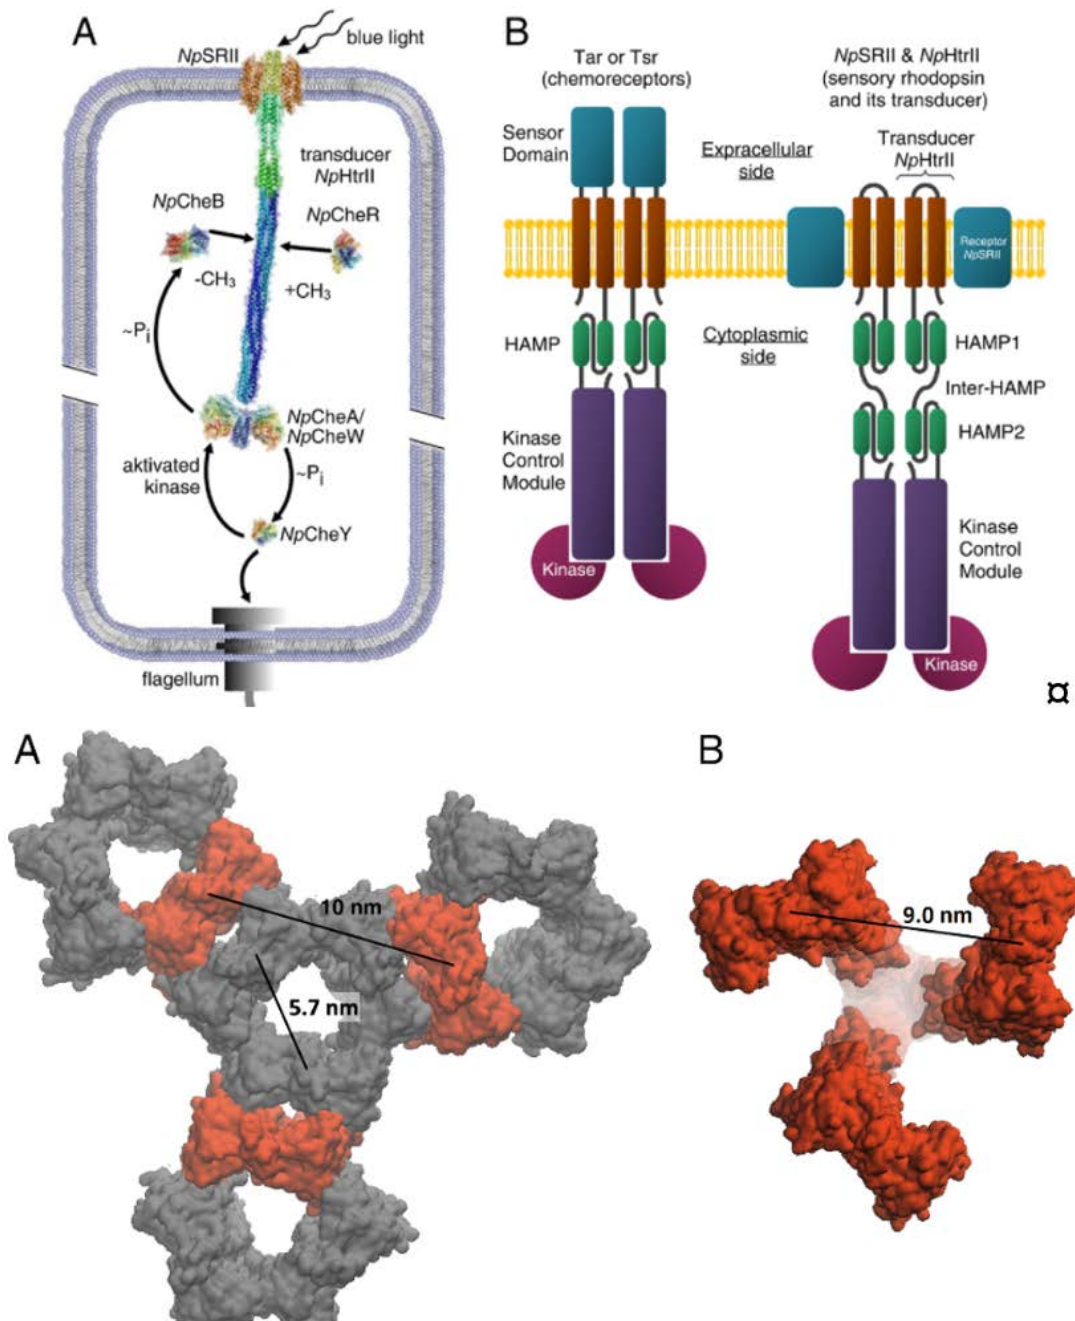 A
NpSRII
blue light
transducer
NpHtrII
NpCheB
NpCheR
-CH₃
+CH₃
~Pᵢ
NpCheA/
NpCheW
aktivated
kinase
~Pᵢ
NpCheY
flagellum
B
Tar or Tsr
(chemoreceptors)
NpSRII & NpHtrII
(sensory rhodopsin
and its transducer)
Sensor
Domain
Expracellular
side
Transducer
NpHtrII
Receptor
NpSRII
HAMP
Cytoplasmic
side
HAMP1
Inter-HAMP
HAMP2
Kinase
Control
Module
Kinase
Kinase
Control
Module
Kinase
¤
A
10 nm
5.7 nm
B
9.0 nm